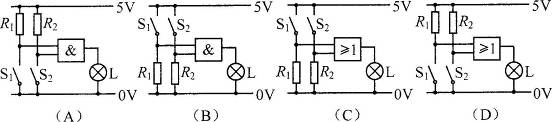 5V 5V 5V 5V
R1 R2 S1 S2 S1 S2 R1 R2
& & ≥1 ≥1
S1 S2 L R1 R2 L R1 R2 L S1 S2 L
0V 0V 0V 0V
(A) (B) (C) (D)